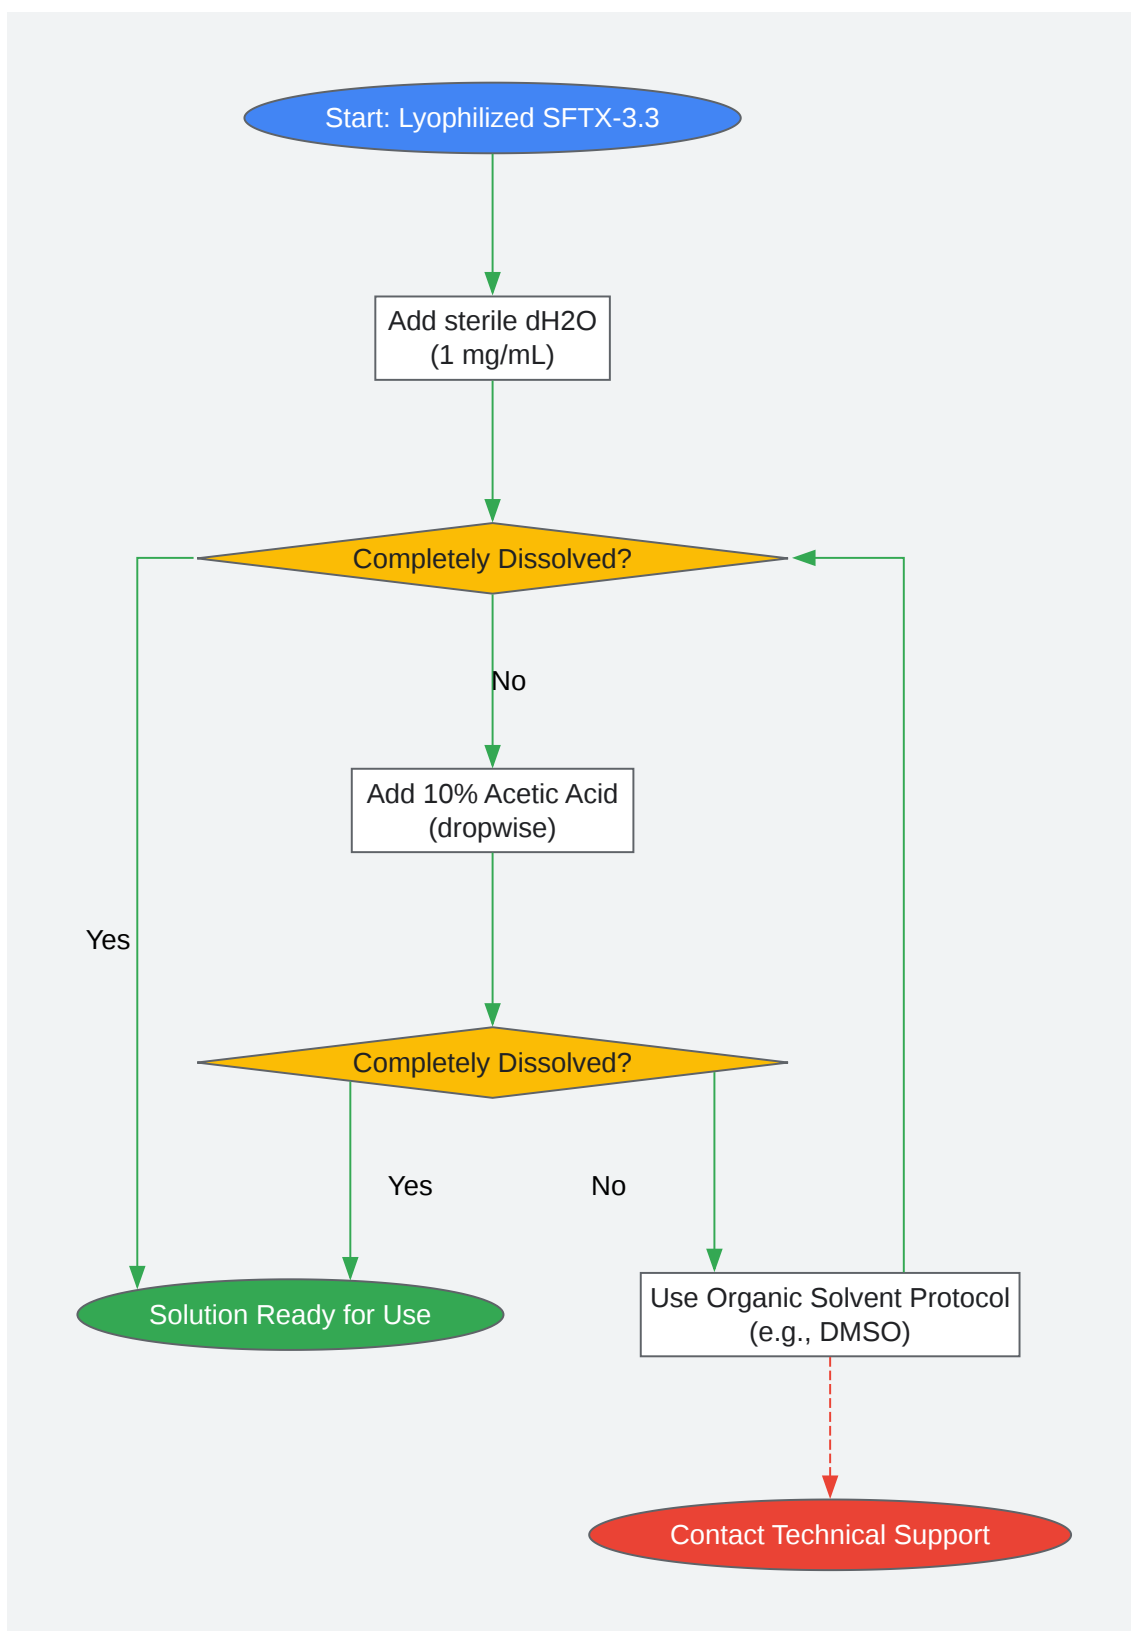 Start: Lyophilized SFTX-3.3
Add sterile dH2O
(1 mg/mL)
Completely Dissolved?
No
Add 10% Acetic Acid
(dropwise)
Yes
Completely Dissolved?
Yes
No
Solution Ready for Use
Use Organic Solvent Protocol
(e.g., DMSO)
Contact Technical Support